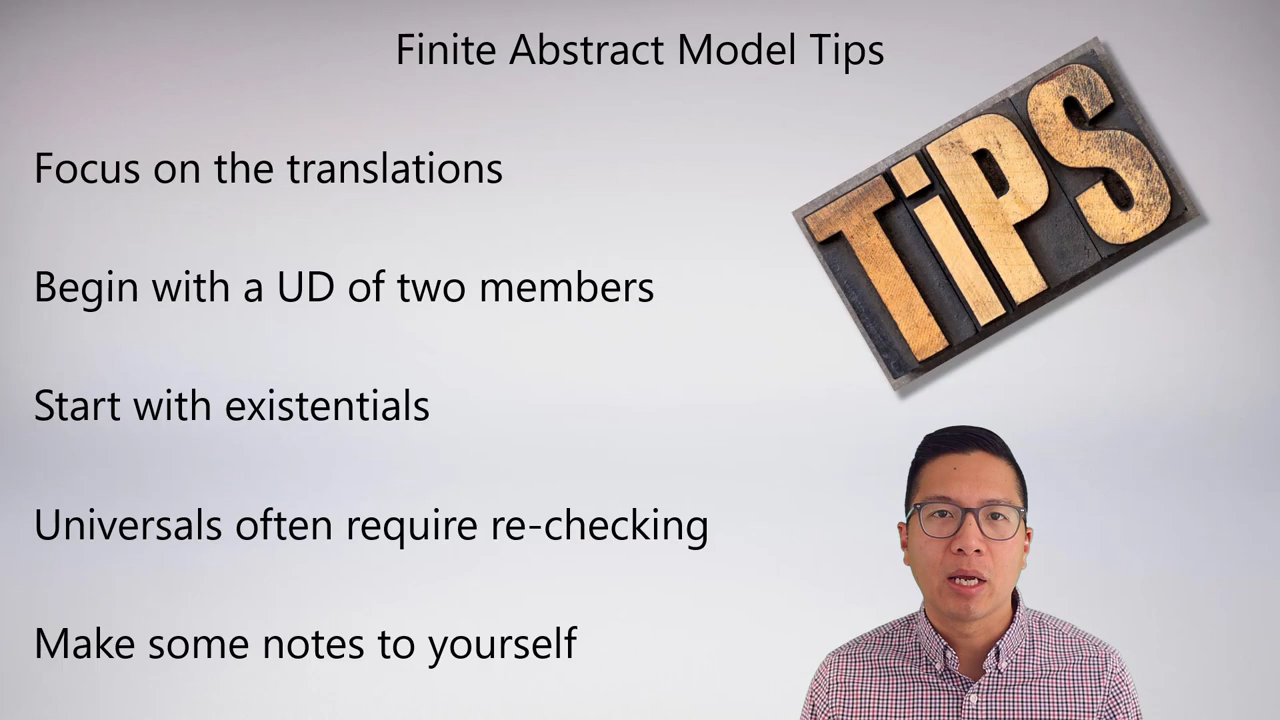 Finite Abstract Model Tips
TiPS
Focus on the translations
Begin with a UD of two members
Start with existentials
Universals often require re-checking
Make some notes to yourself